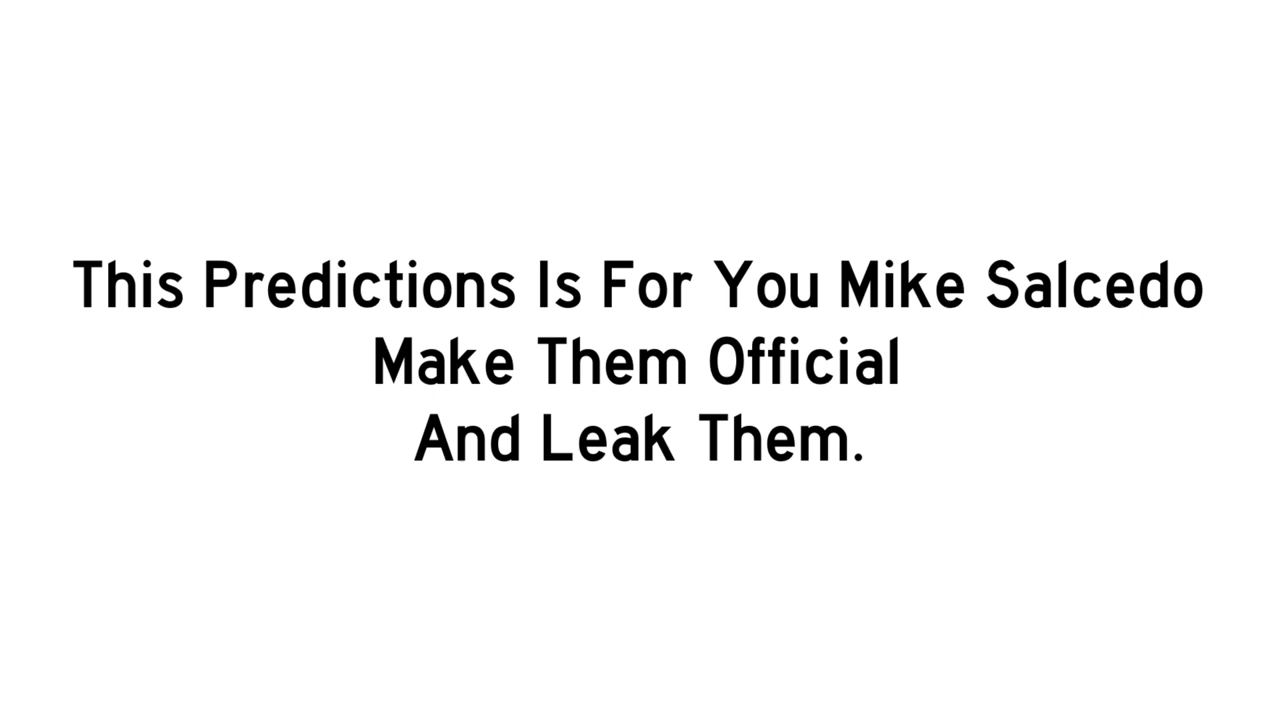 This Predictions Is For You Mike Salcedo
Make Them Official
And Leak Them.